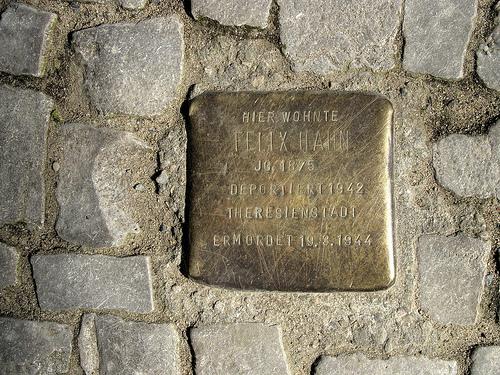 HIER WOHNTE
FELIX HAHN
JG. 1875
DEPORTIERT 1942
THERESIENSTADT
ERMORDET 19.3.1944